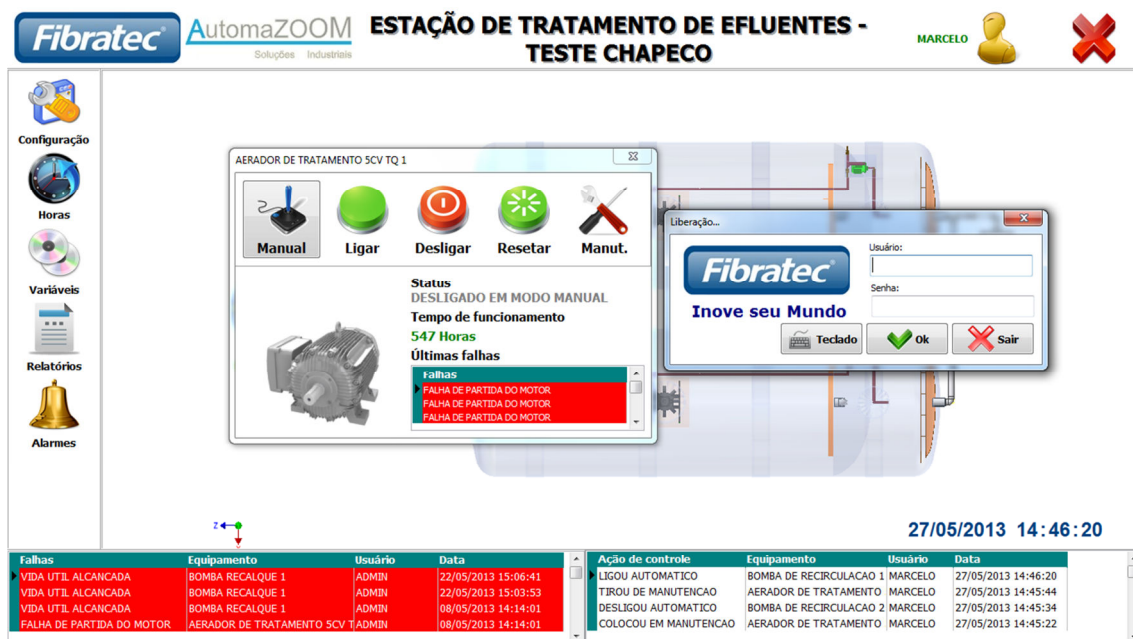 Fibratec
AutomaZOOM
Soluções Industriais
ESTAÇÃO DE TRATAMENTO DE EFLUENTES -
TESTE CHAPECO
MARCELO
Configuração
Horas
Variáveis
Relatórios
Alarmes
AERADOR DE TRATAMENTO 5CV TQ 1
Manual Ligar Desligar Resetar Manut.
Status
DESLIGADO EM MODO MANUAL
Tempo de funcionamento
547 Horas
Últimas falhas
Falhas
FALHA DE PARTIDA DO MOTOR
FALHA DE PARTIDA DO MOTOR
FALHA DE PARTIDA DO MOTOR
Liberação...
Fibratec
Inove seu Mundo
Usuário:
Senha:
Teclado Ok Sair
Z
27/05/2013 14:46:20
Falhas Equipamento Usuário Data
VIDA UTIL ALCANCADA BOMBA RECALQUE 1 ADMIN 22/05/2013 15:06:41
VIDA UTIL ALCANCADA BOMBA RECALQUE 1 ADMIN 22/05/2013 15:03:53
VIDA UTIL ALCANCADA BOMBA RECALQUE 1 ADMIN 08/05/2013 14:14:01
FALHA DE PARTIDA DO MOTOR AERADOR DE TRATAMENTO 5CV T ADMIN 08/05/2013 14:14:01
Ação de controle Equipamento Usuário Data
LIGOU AUTOMATICO BOMBA DE RECIRCULACAO 1 MARCELO 27/05/2013 14:46:20
TIROU DE MANUTENCAO AERADOR DE TRATAMENTO MARCELO 27/05/2013 14:45:44
DESLIGOU AUTOMATICO BOMBA DE RECIRCULACAO 2 MARCELO 27/05/2013 14:45:34
COLOCOU EM MANUTENCAO AERADOR DE TRATAMENTO MARCELO 27/05/2013 14:45:22